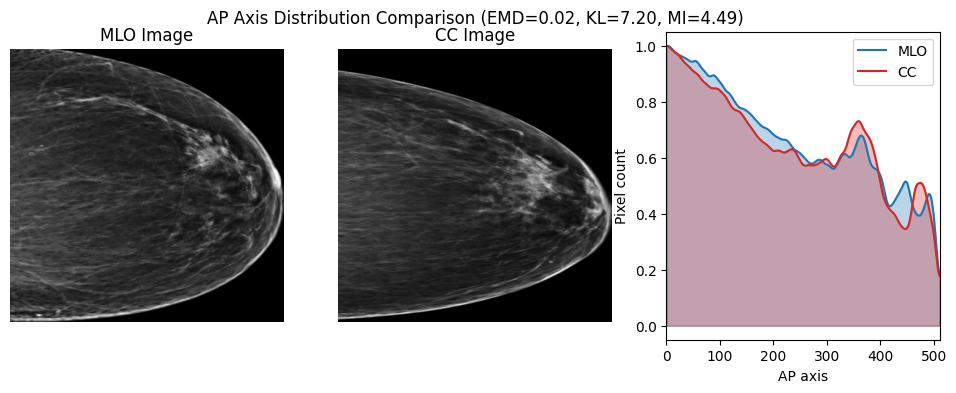 AP Axis Distribution Comparison (EMD=0.02, KL=7.20, MI=4.49)
MLO Image
CC Image
MLO
CC
Pixel count
1.0
0.8
0.6
0.4
0.2
0.0
0 100 200 300 400 500
AP axis